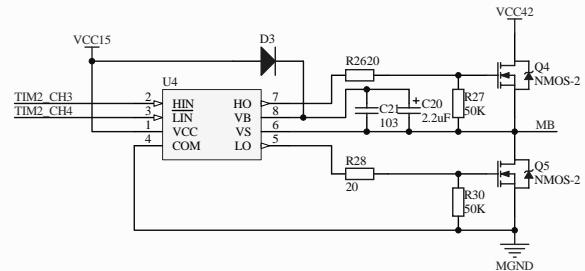 VCC42
VCC15
D3
U4
R26 20
Q4
NMOS-2
TIM2_CH3
2
HIN
HO
7
TIM2_CH4
3
LIN
VB
8
C21
103
C20
2.2uF
R27
50K
1
VCC
VS
6
MB
4
COM
LO
5
R28
20
Q5
NMOS-2
R30
50K
MGND